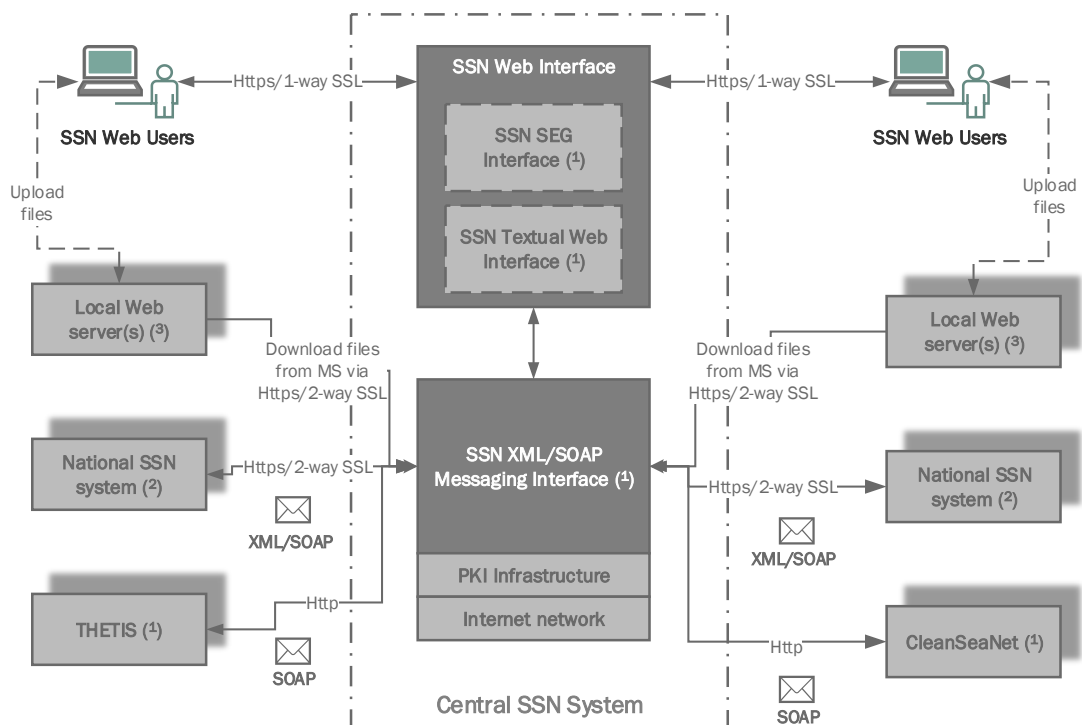 SSN Web Interface
Https/1-way SSL
Https/1-way SSL
SSN Web Users
SSN Web Users
SSN SEG
Interface (¹)
Upload
files
Upload
files
SSN Textual Web
Interface (¹)
Local Web
server(s) (³)
Local Web
server(s) (³)
Download files
from MS via
Https/2-way SSL
Download files
from MS via
Https/2-way SSL
National SSN
system (²)
Https/2-way SSL
XML/SOAP
SSN XML/SOAP
Messaging Interface (¹)
Https/2-way SSL
XML/SOAP
National SSN
system (²)
PKI Infrastructure
Internet network
THETIS (¹)
Http
SOAP
Http
SOAP
CleanSeaNet (¹)
Central SSN System